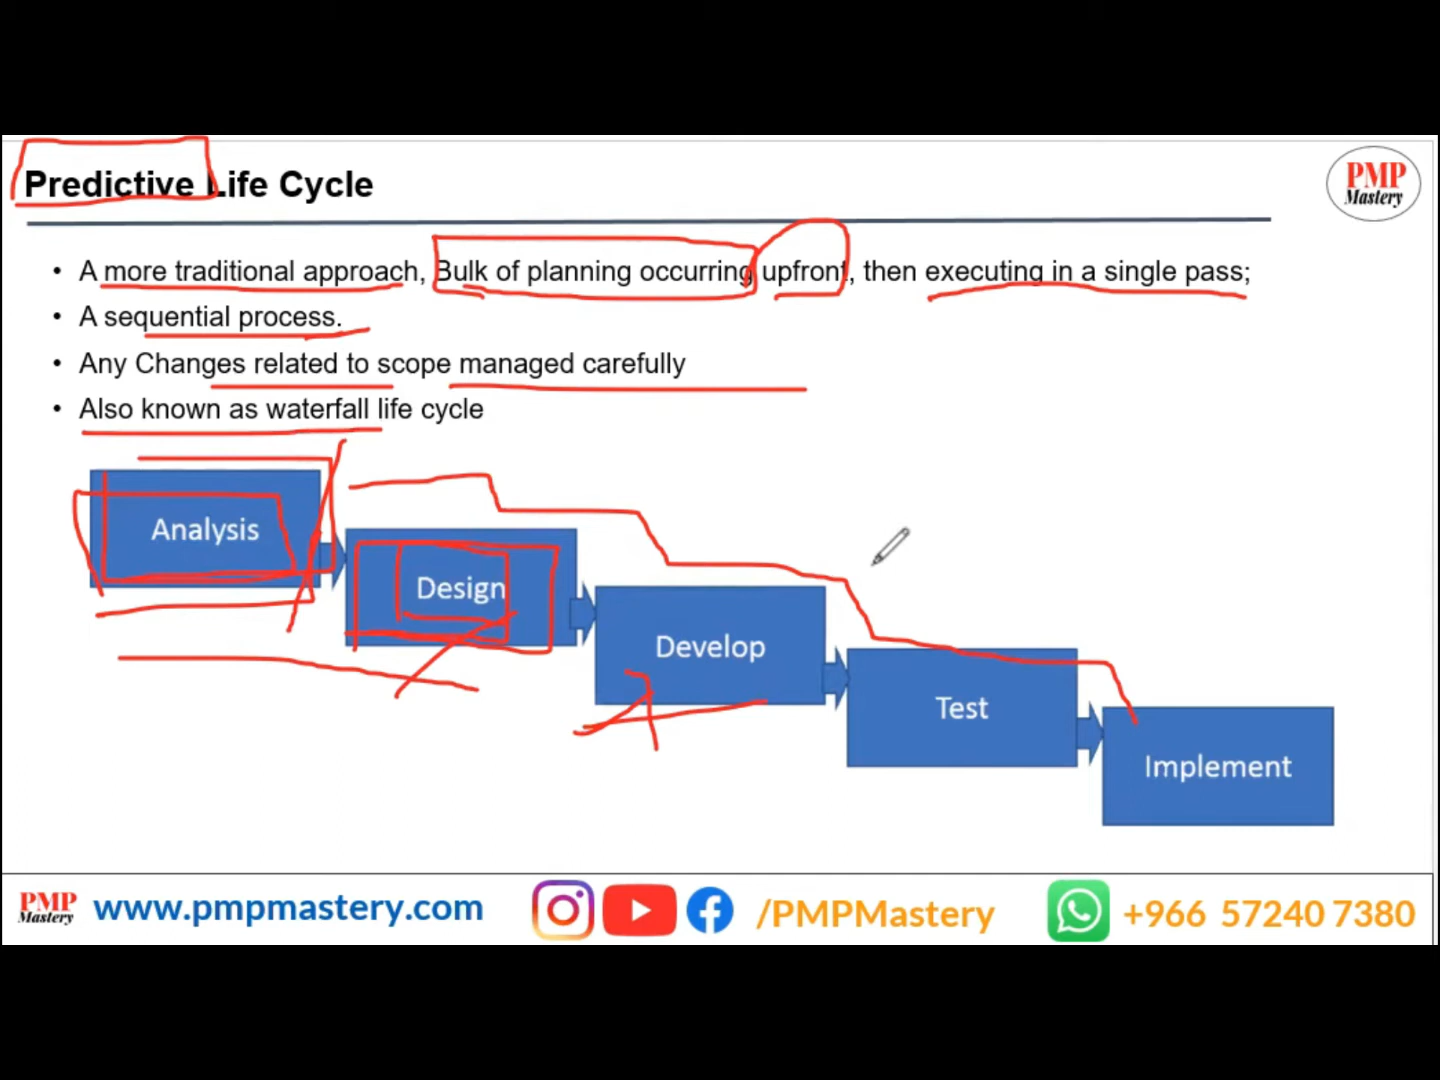 Predictive Life Cycle
PMP
Mastery
• A more traditional approach, Bulk of planning occurring upfront, then executing in a single pass;
• A sequential process.
• Any Changes related to scope managed carefully
• Also known as waterfall life cycle
Analysis
Design
Develop
Test
Implement
PMP
Mastery
www.pmpmastery.com
/PMPMastery
+966 57240 7380